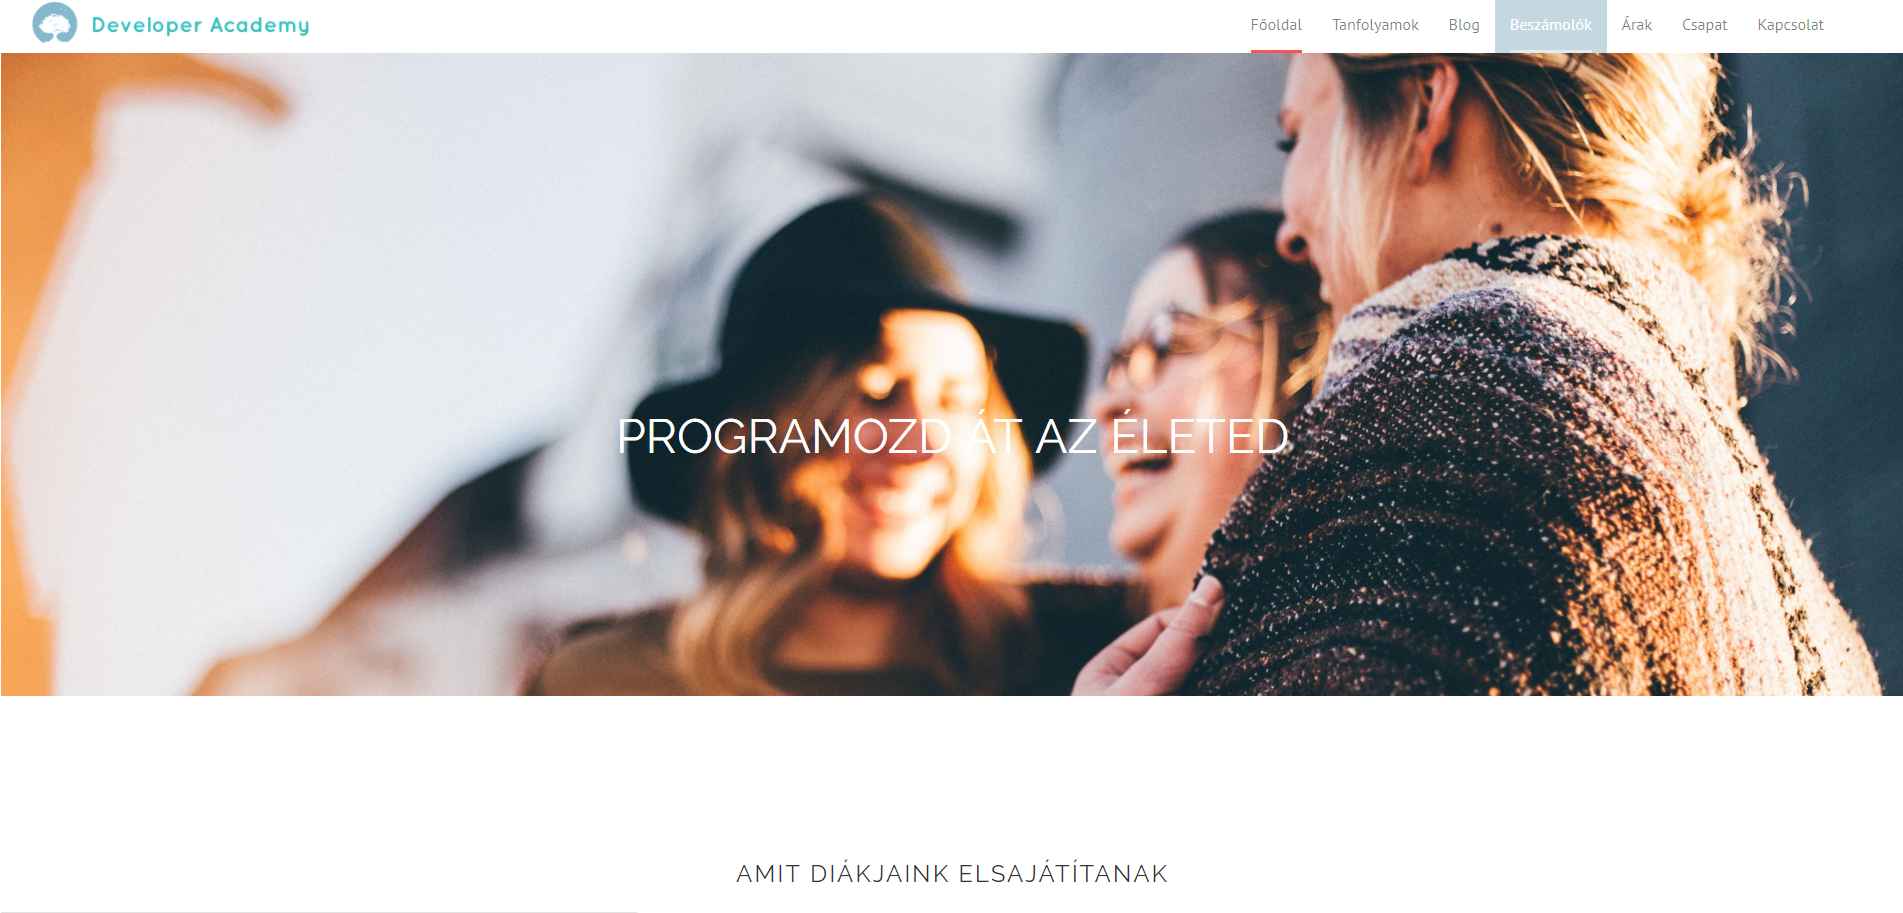 Developer Academy
Főoldal Tanfolyamok Blog Beszámolók Árak Csapat Kapcsolat
PROGRAMOZD ÁT AZ ÉLETED
AMIT DIÁKJAINK ELSAJÁTÍTANAK